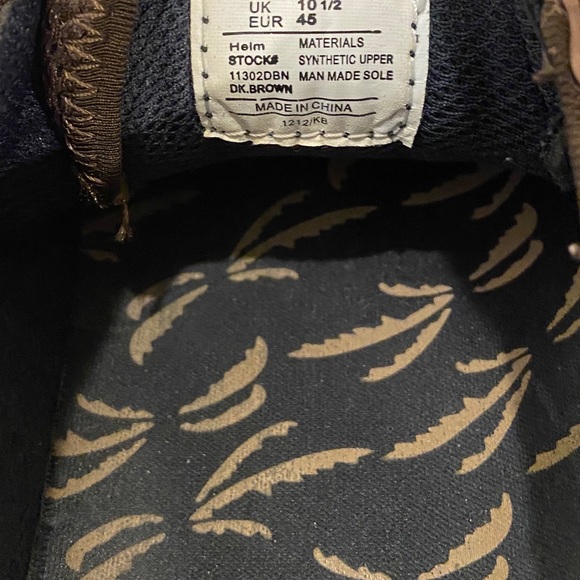 UK 10 1/2
EUR 45
Helm MATERIALS
STOCK# SYNTHETIC UPPER
11302DBN MAN MADE SOLE
DK.BROWN
MADE IN CHINA
1212/KB